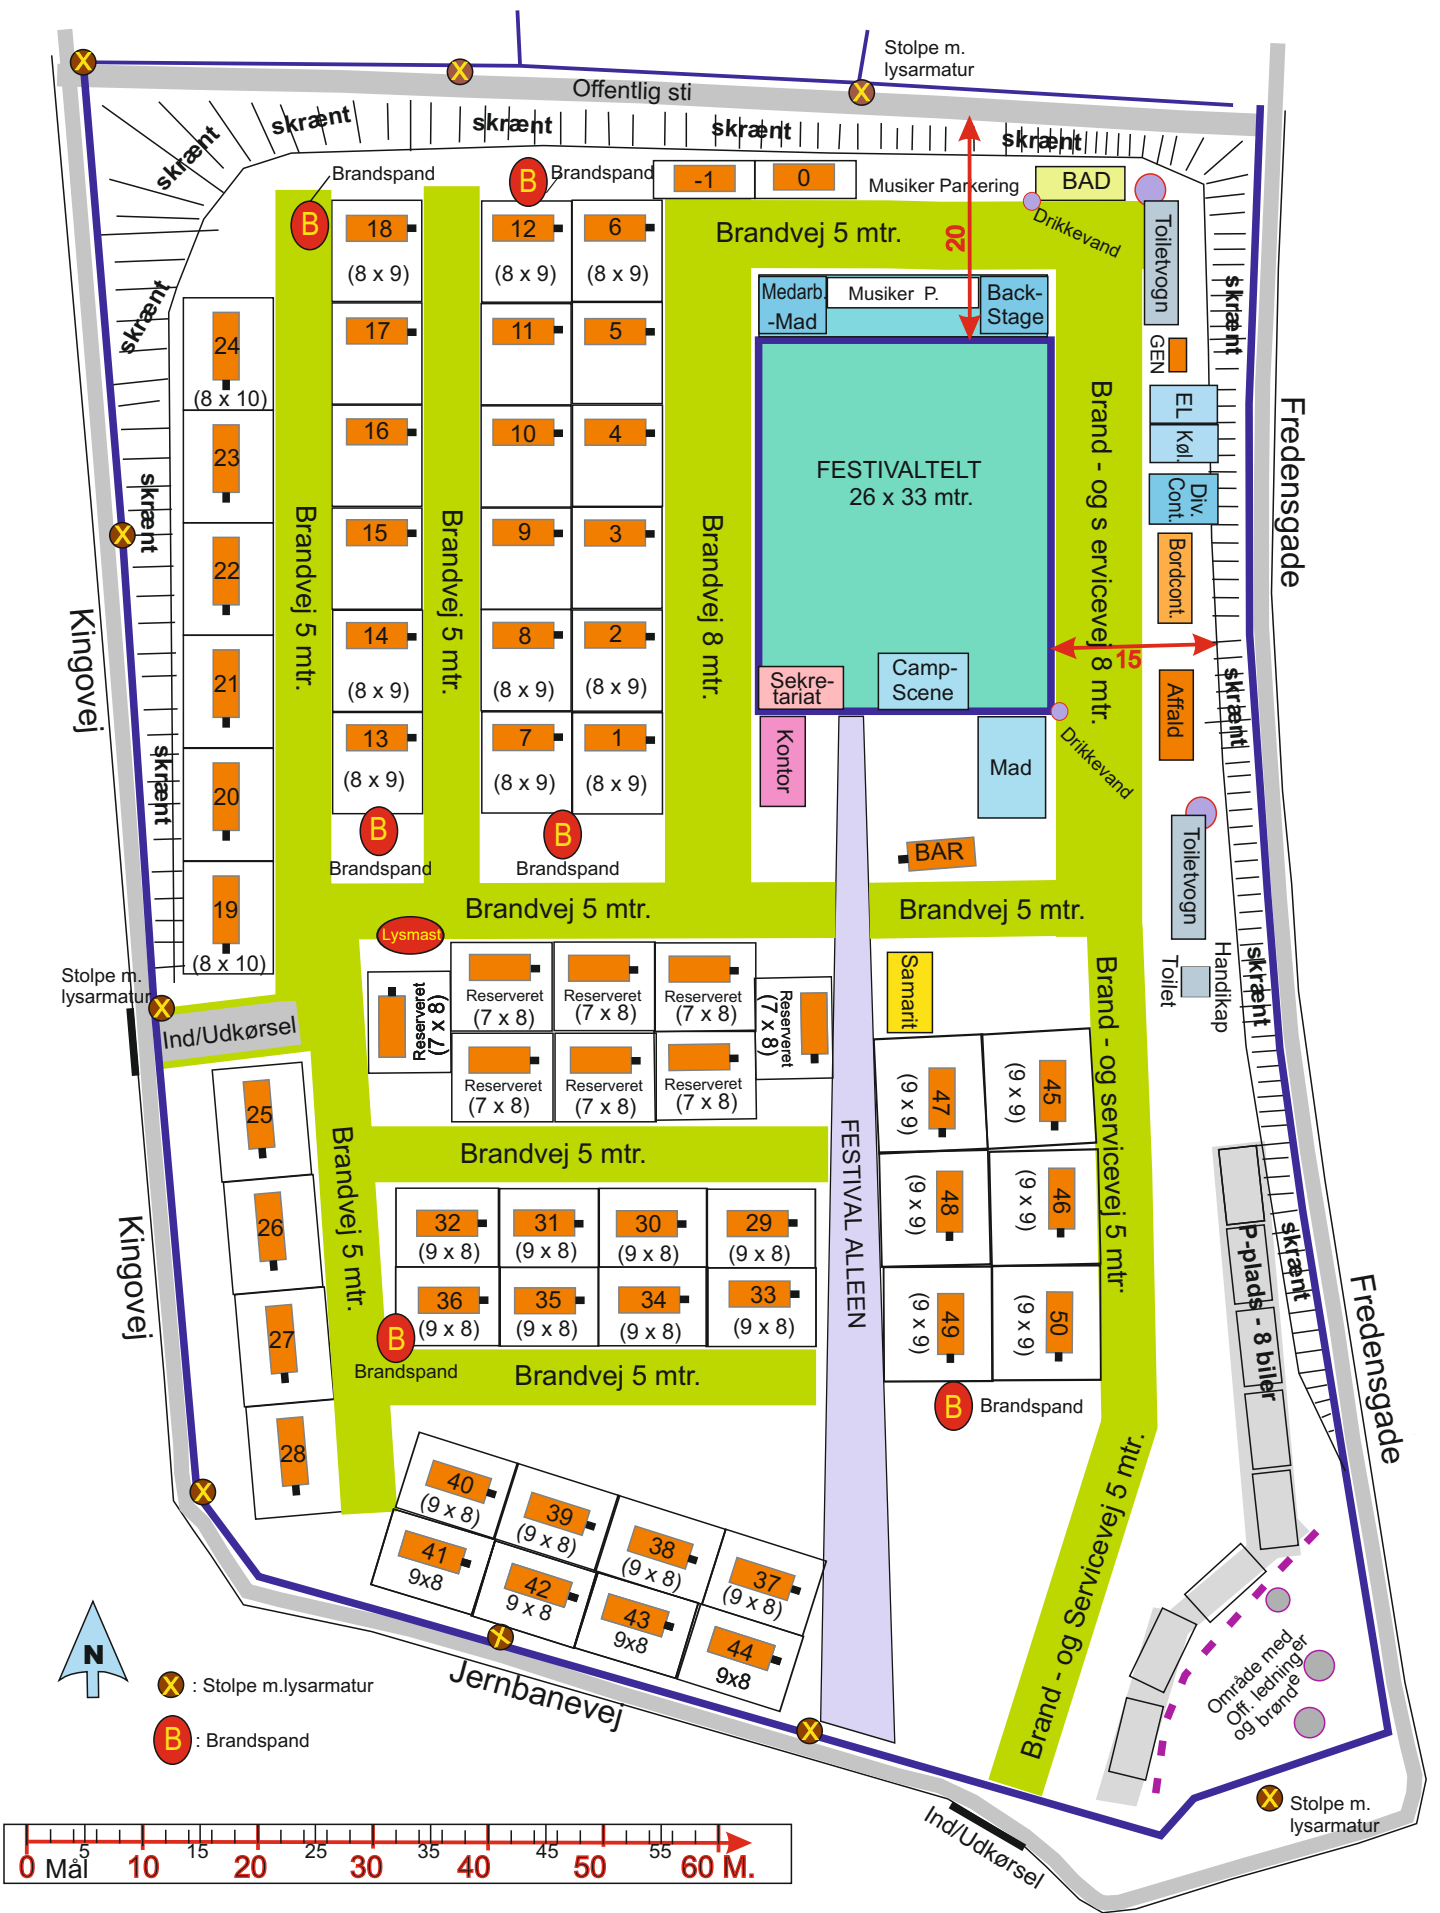 Stolpe m.
lysarmatur
X
X
X
Offentlig sti
skrænt
skrænt
skrænt
skrænt
skrænt
Brandspand
B
Brandspand
B
-1
0
Musiker Parkering
BAD
Drikkevand
Toiletvogn
18
(8 x 9)
12
(8 x 9)
6
(8 x 9)
Brandvej 5 mtr.
20
Medarb.
-Mad
Musiker P.
Back-
Stage
skrænt
skrænt
24
(8 x 10)
17
11
5
GEN
23
16
10
4
EL
Køl.
Div.
Cont.
Bordcont.
FESTIVALTELT
26 x 33 mtr.
Fredensgade
skrænt
X
22
15
9
3
Brandvej 5 mtr.
Brandvej 5 mtr.
Brandvej 8 mtr.
Brand - og servicevej 8 mtr.
Kingovej
21
14
(8 x 9)
8
(8 x 9)
2
(8 x 9)
Sekre-
tariat
Camp-
Scene
15
Affald
skrænt
skrænt
20
13
(8 x 9)
7
(8 x 9)
1
(8 x 9)
Kontor
Mad
Drikkevand
B
Brandspand
B
Brandspand
BAR
Toiletvogn
19
(8 x 10)
Brandvej 5 mtr.
Brandvej 5 mtr.
Lysmast
Stolpe m.
lysarmatur
X
Ind/Udkørsel
Reserveret
(7 x 8)
Reserveret
(7 x 8)
Reserveret
(7 x 8)
Reserveret
(7 x 8)
Reserveret
(7 x 8)
Reserveret
(7 x 8)
Reserveret
(7 x 8)
Reserveret
(7 x 8)
Samarit
Handikap
Toilet
skrænt
47
(9 x 9)
45
(9 x 9)
Brand - og servicevej 5 mtr.
25
Brandvej 5 mtr.
Brandvej 5 mtr.
FESTIVAL ALLEEN
48
(9 x 9)
46
(9 x 9)
26
Kingovej
32
(9 x 8)
31
(9 x 8)
30
(9 x 8)
29
(9 x 8)
skrænt
P-plads - 8 biler
Fredensgade
36
(9 x 8)
35
(9 x 8)
34
(9 x 8)
33
(9 x 8)
49
(9 x 9)
50
(9 x 9)
27
B
Brandspand
Brandvej 5 mtr.
B
Brandspand
28
X
40
(9 x 8)
39
(9 x 8)
38
(9 x 8)
37
(9 x 8)
41
9x8
42
9 x 8
43
9x8
44
9x8
Brand - og Servicevej 5 mtr.
X
Jernbanevej
X
Område med
Off. ledninger
og brønde
N
X : Stolpe m.lysarmatur
B : Brandspand
X
Stolpe m.
lysarmatur
Ind/Udkørsel
5 15 25 35 45 55
0 Mål 10 20 30 40 50 60 M.